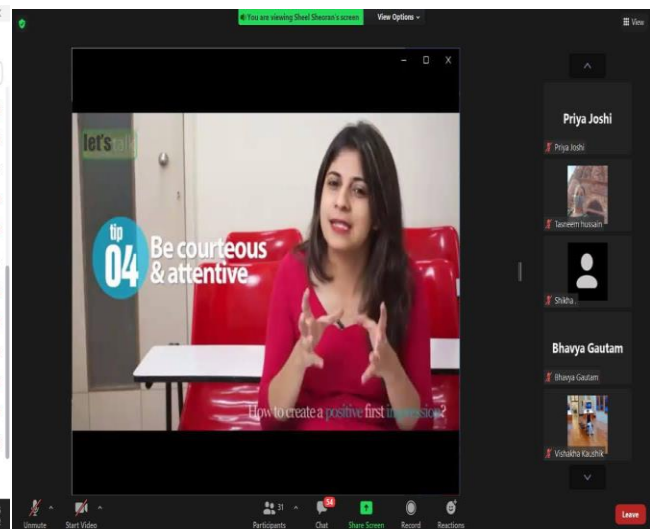 You are viewing Sheel Sheoran's screen
View Options
View
let's talk
tip
04
Be courteous
& attentive
How to create a positive first impression?
Priya Joshi
Priya Joshi
Tasneem hussain
Shikha .
Bhavya Gautam
Bhavya Gautam
Vishakha Kaushik
Unmute
Start Video
31
Participants
54
Chat
Share Screen
Record
Reactions
Leave